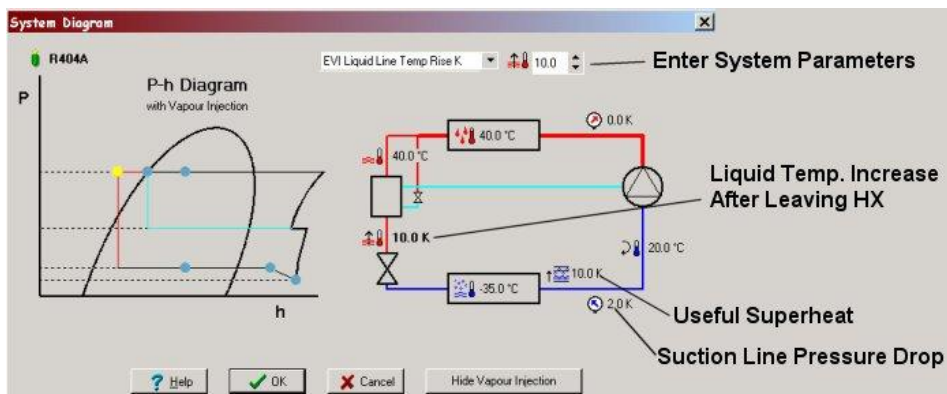 System Diagram
R404A
EVI Liquid Line Temp Rise K
10.0
Enter System Parameters
P-h Diagram
with Vapour Injection
P
h
0.0 K
40.0 °C
40.0 °C
Liquid Temp. Increase
After Leaving HX
10.0 K
20.0 °C
-35.0 °C
10.0 K
2.0 K
Useful Superheat
Suction Line Pressure Drop
? Help
OK
Cancel
Hide Vapour Injection